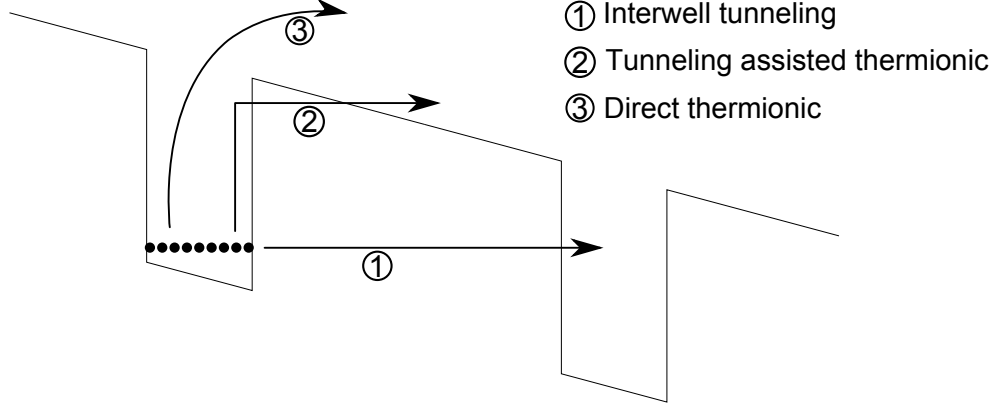 ① Interwell tunneling
② Tunneling assisted thermionic
③ Direct thermionic
③
②
①